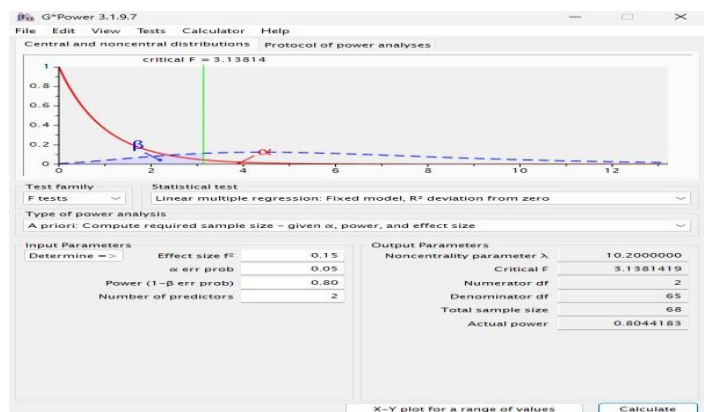 G*Power 3.1.9.7
File Edit View Tests Calculator Help
Central and noncentral distributions Protocol of power analyses
critical F = 3.13814
1
0.8
0.6
0.4
0.2
0
β
α
0 2 4 6 8 10 12
Test family Statistical test
F tests Linear multiple regression: Fixed model, R² deviation from zero
Type of power analysis
A priori: Compute required sample size – given α, power, and effect size
Input Parameters Output Parameters
Determine => Effect size f² 0.15 Noncentrality parameter λ 10.2000000
α err prob 0.05 Critical F 3.1381419
Power (1-β err prob) 0.80 Numerator df 2
Number of predictors 2 Denominator df 65
Total sample size 68
Actual power 0.8044183
X-Y plot for a range of values Calculate